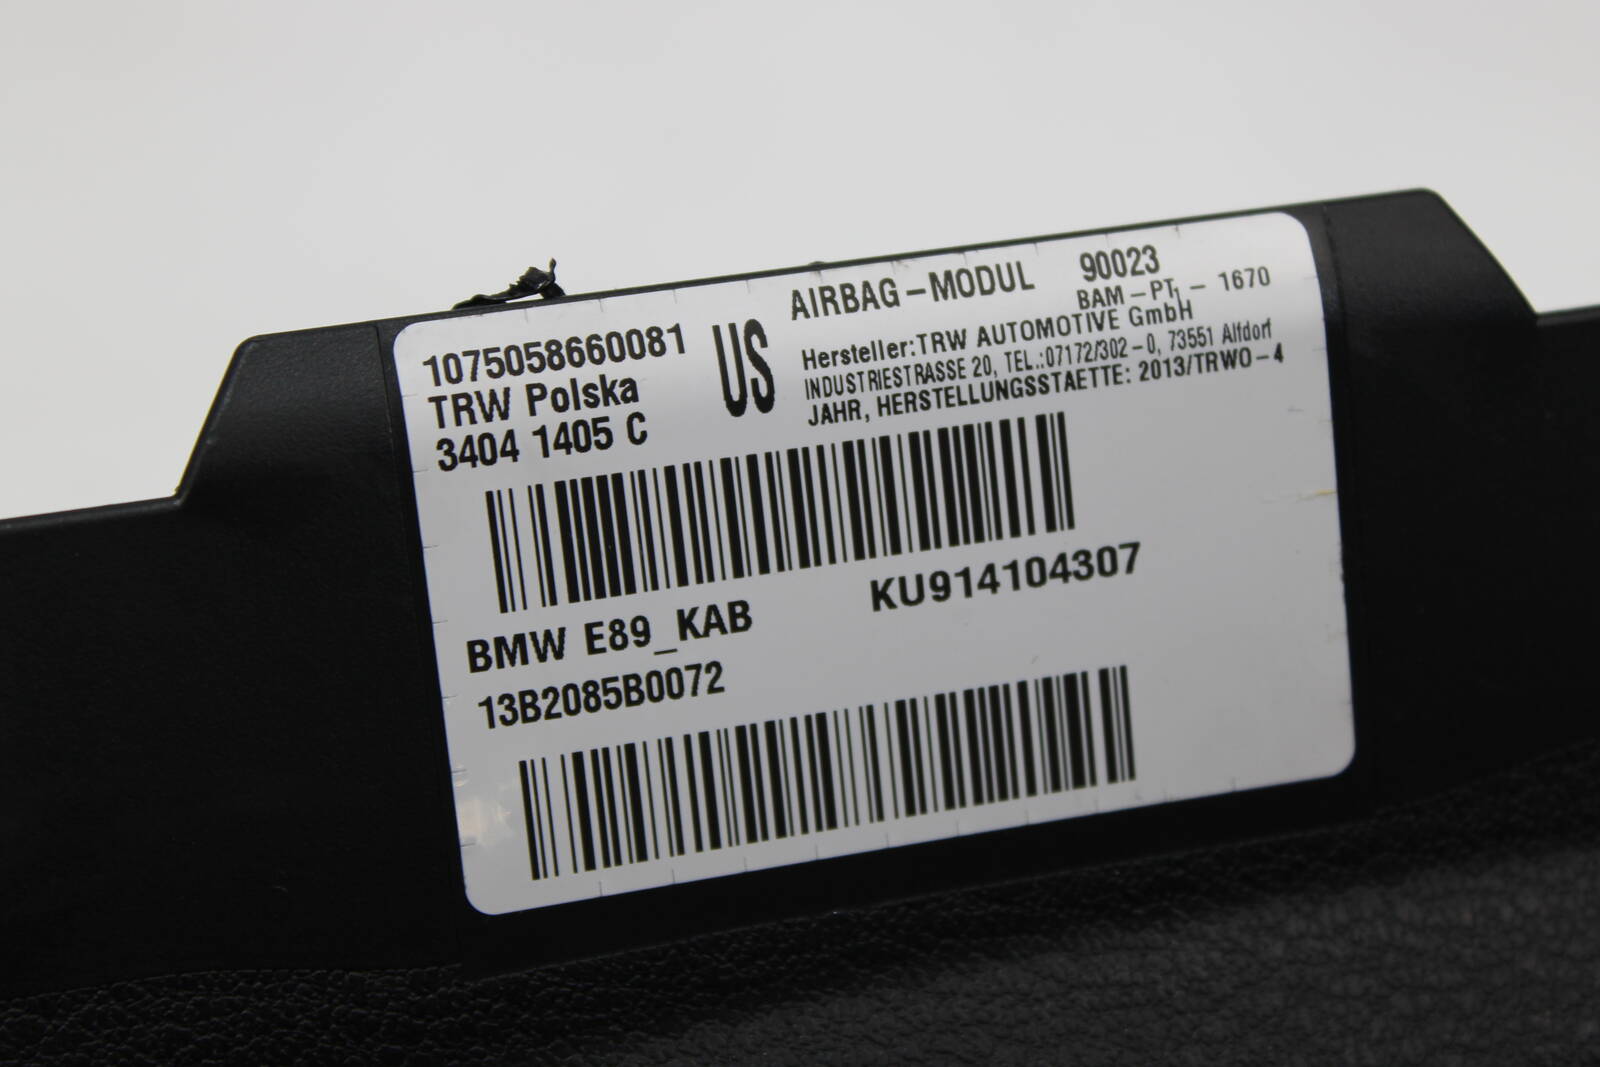 1075058660081
TRW Polska
3404 1405 C
US
AIRBAG-MODUL 90023
BAM-PT1-1670
Hersteller:TRW AUTOMOTIVE GmbH
INDUSTRIESTRASSE 20, TEL.:07172/302-0, 73551 Alfdorf
JAHR, HERSTELLUNGSSTAETTE: 2013/TRWO-4
BMW E89_KAB
KU914104307
13B2085B0072